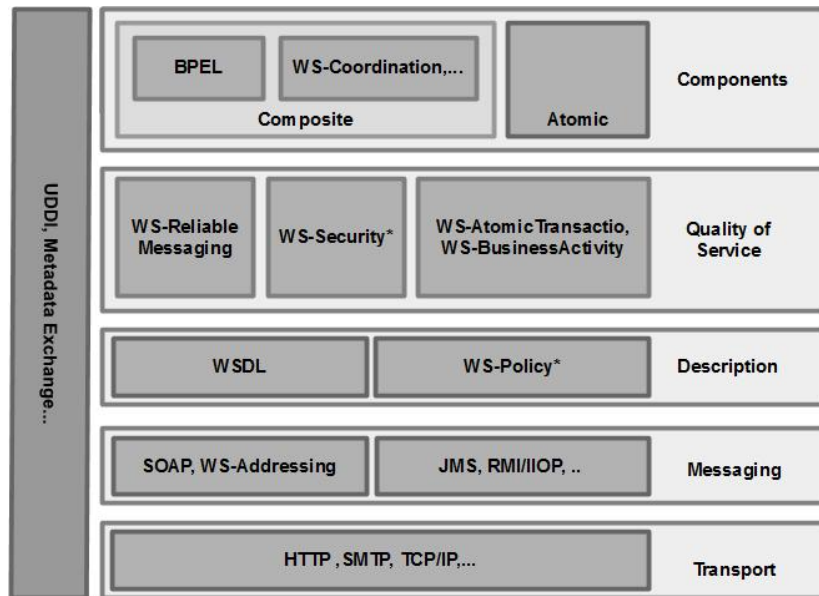 UDDI, Metadata Exchange...
BPEL
WS-Coordination,...
Composite
Atomic
Components
WS-Reliable
Messaging
WS-Security*
WS-AtomicTransactio,
WS-BusinessActivity
Quality of
Service
WSDL
WS-Policy*
Description
SOAP, WS-Addressing
JMS, RMI/IIOP, ..
Messaging
HTTP ,SMTP, TCP/IP,...
Transport